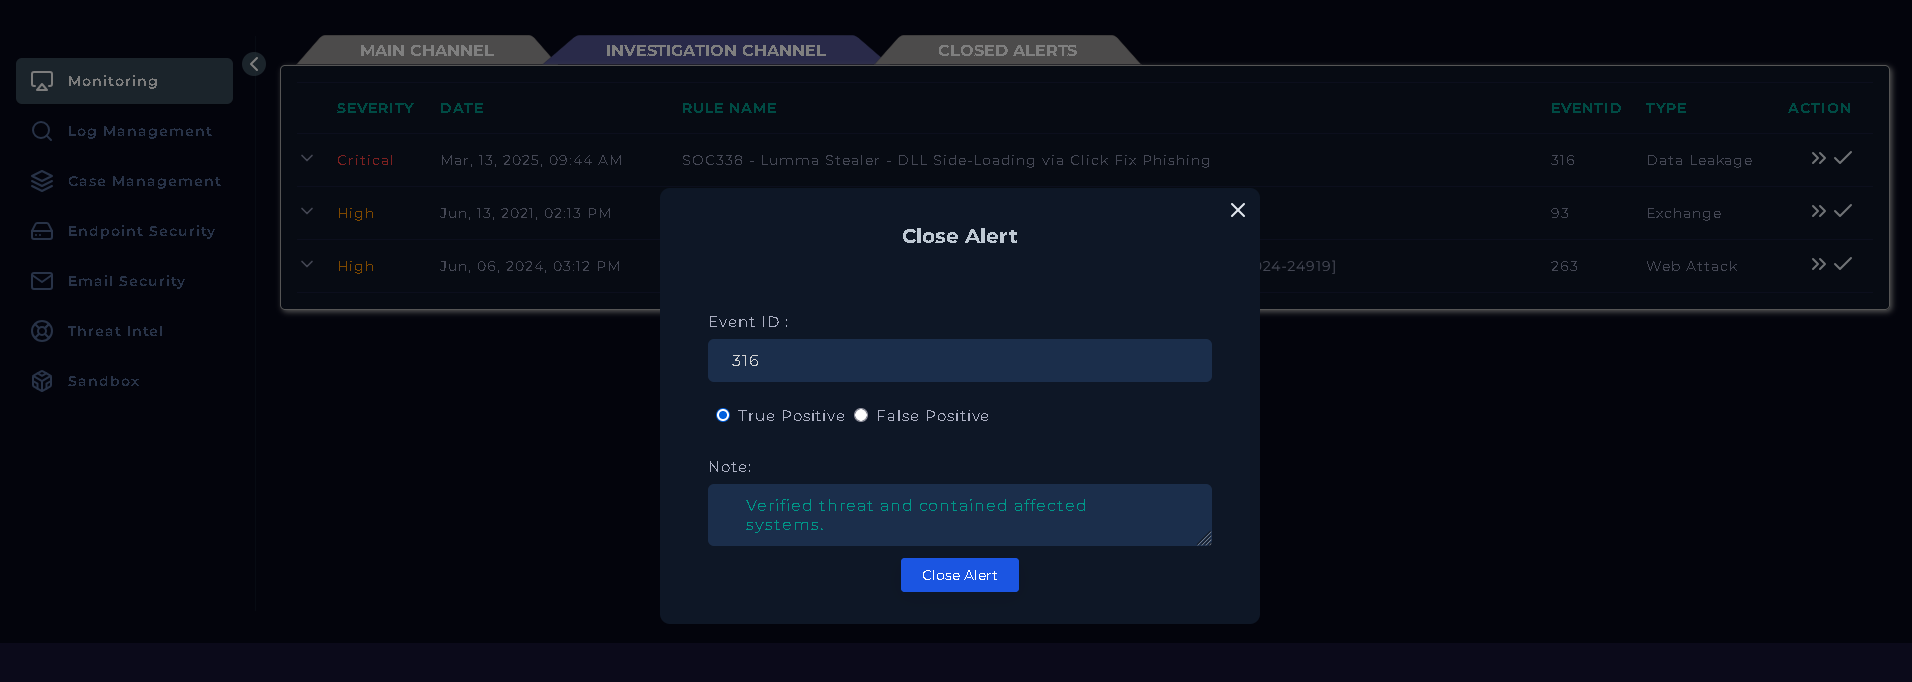 MAIN CHANNEL INVESTIGATION CHANNEL CLOSED ALERTS
Monitoring
Log Management
Case Management
Endpoint Security
Email Security
Threat Intel
Sandbox
SEVERITY DATE RULE NAME EVENTID TYPE ACTION
Critical Mar, 13, 2025, 09:44 AM SOC338 - Lumma Stealer - DLL Side-Loading via Click Fix Phishing 316 Data Leakage
High Jun, 13, 2021, 02:13 PM 93 Exchange
High Jun, 06, 2024, 03:12 PM 24-24919] 263 Web Attack
Close Alert
Event ID :
316
True Positive False Positive
Note:
Verified threat and contained affected
systems.
Close Alert